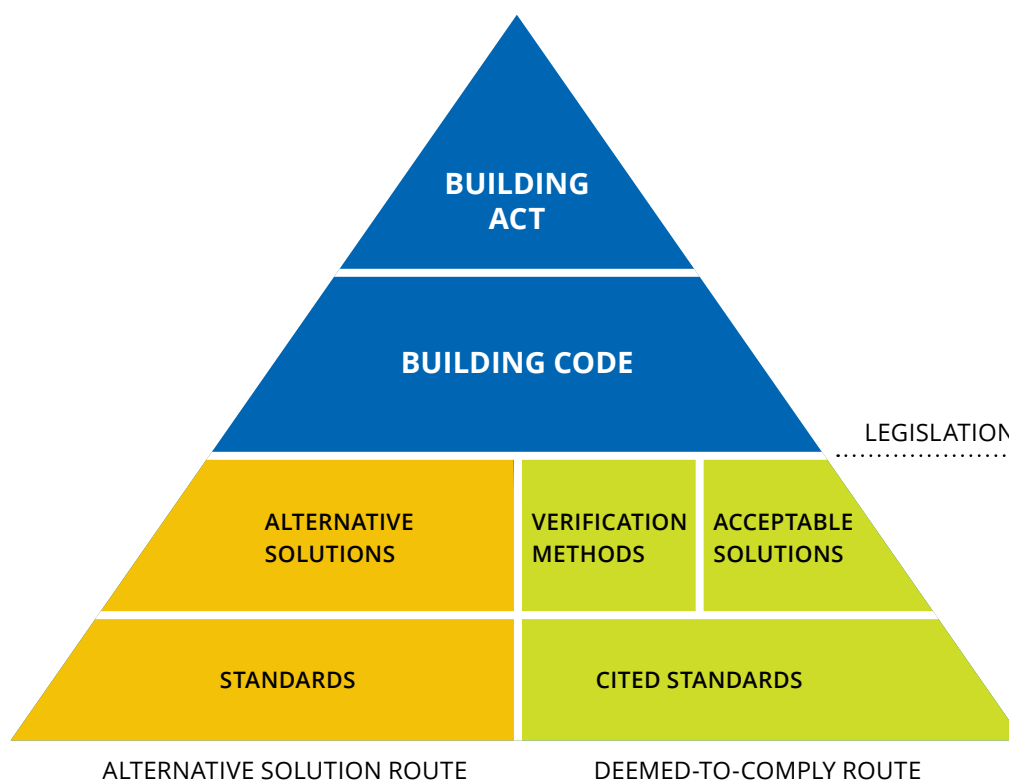 BUILDING
ACT
BUILDING CODE
LEGISLATION
ALTERNATIVE
SOLUTIONS
VERIFICATION
METHODS
ACCEPTABLE
SOLUTIONS
STANDARDS
CITED STANDARDS
ALTERNATIVE SOLUTION ROUTE
DEEMED-TO-COMPLY ROUTE